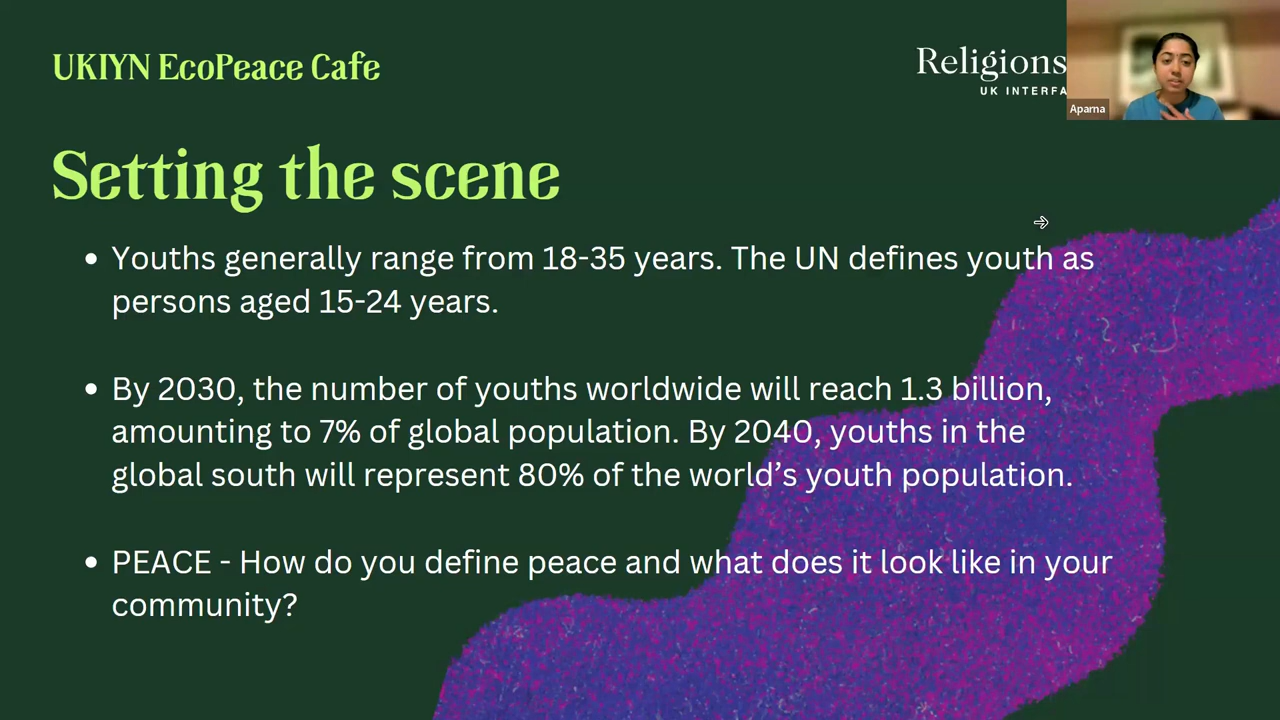 UKIYN EcoPeace Cafe
Religions
UK INTERFA
Aparna
Setting the scene
• Youths generally range from 18-35 years. The UN defines youth as
persons aged 15-24 years.
• By 2030, the number of youths worldwide will reach 1.3 billion,
amounting to 7% of global population. By 2040, youths in the
global south will represent 80% of the world's youth population.
• PEACE - How do you define peace and what does it look like in your
community?